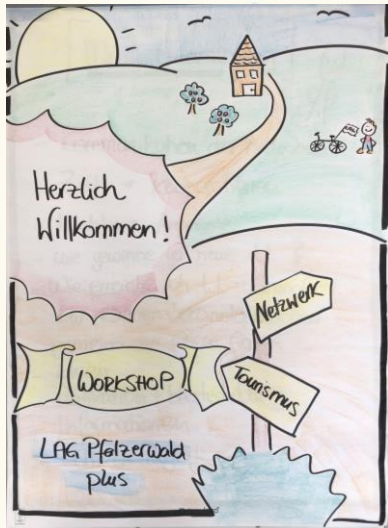 Herzlich
Willkommen!
Netzwerk
WORKSHOP
Tourismus
LAG Pfälzerwald
plus